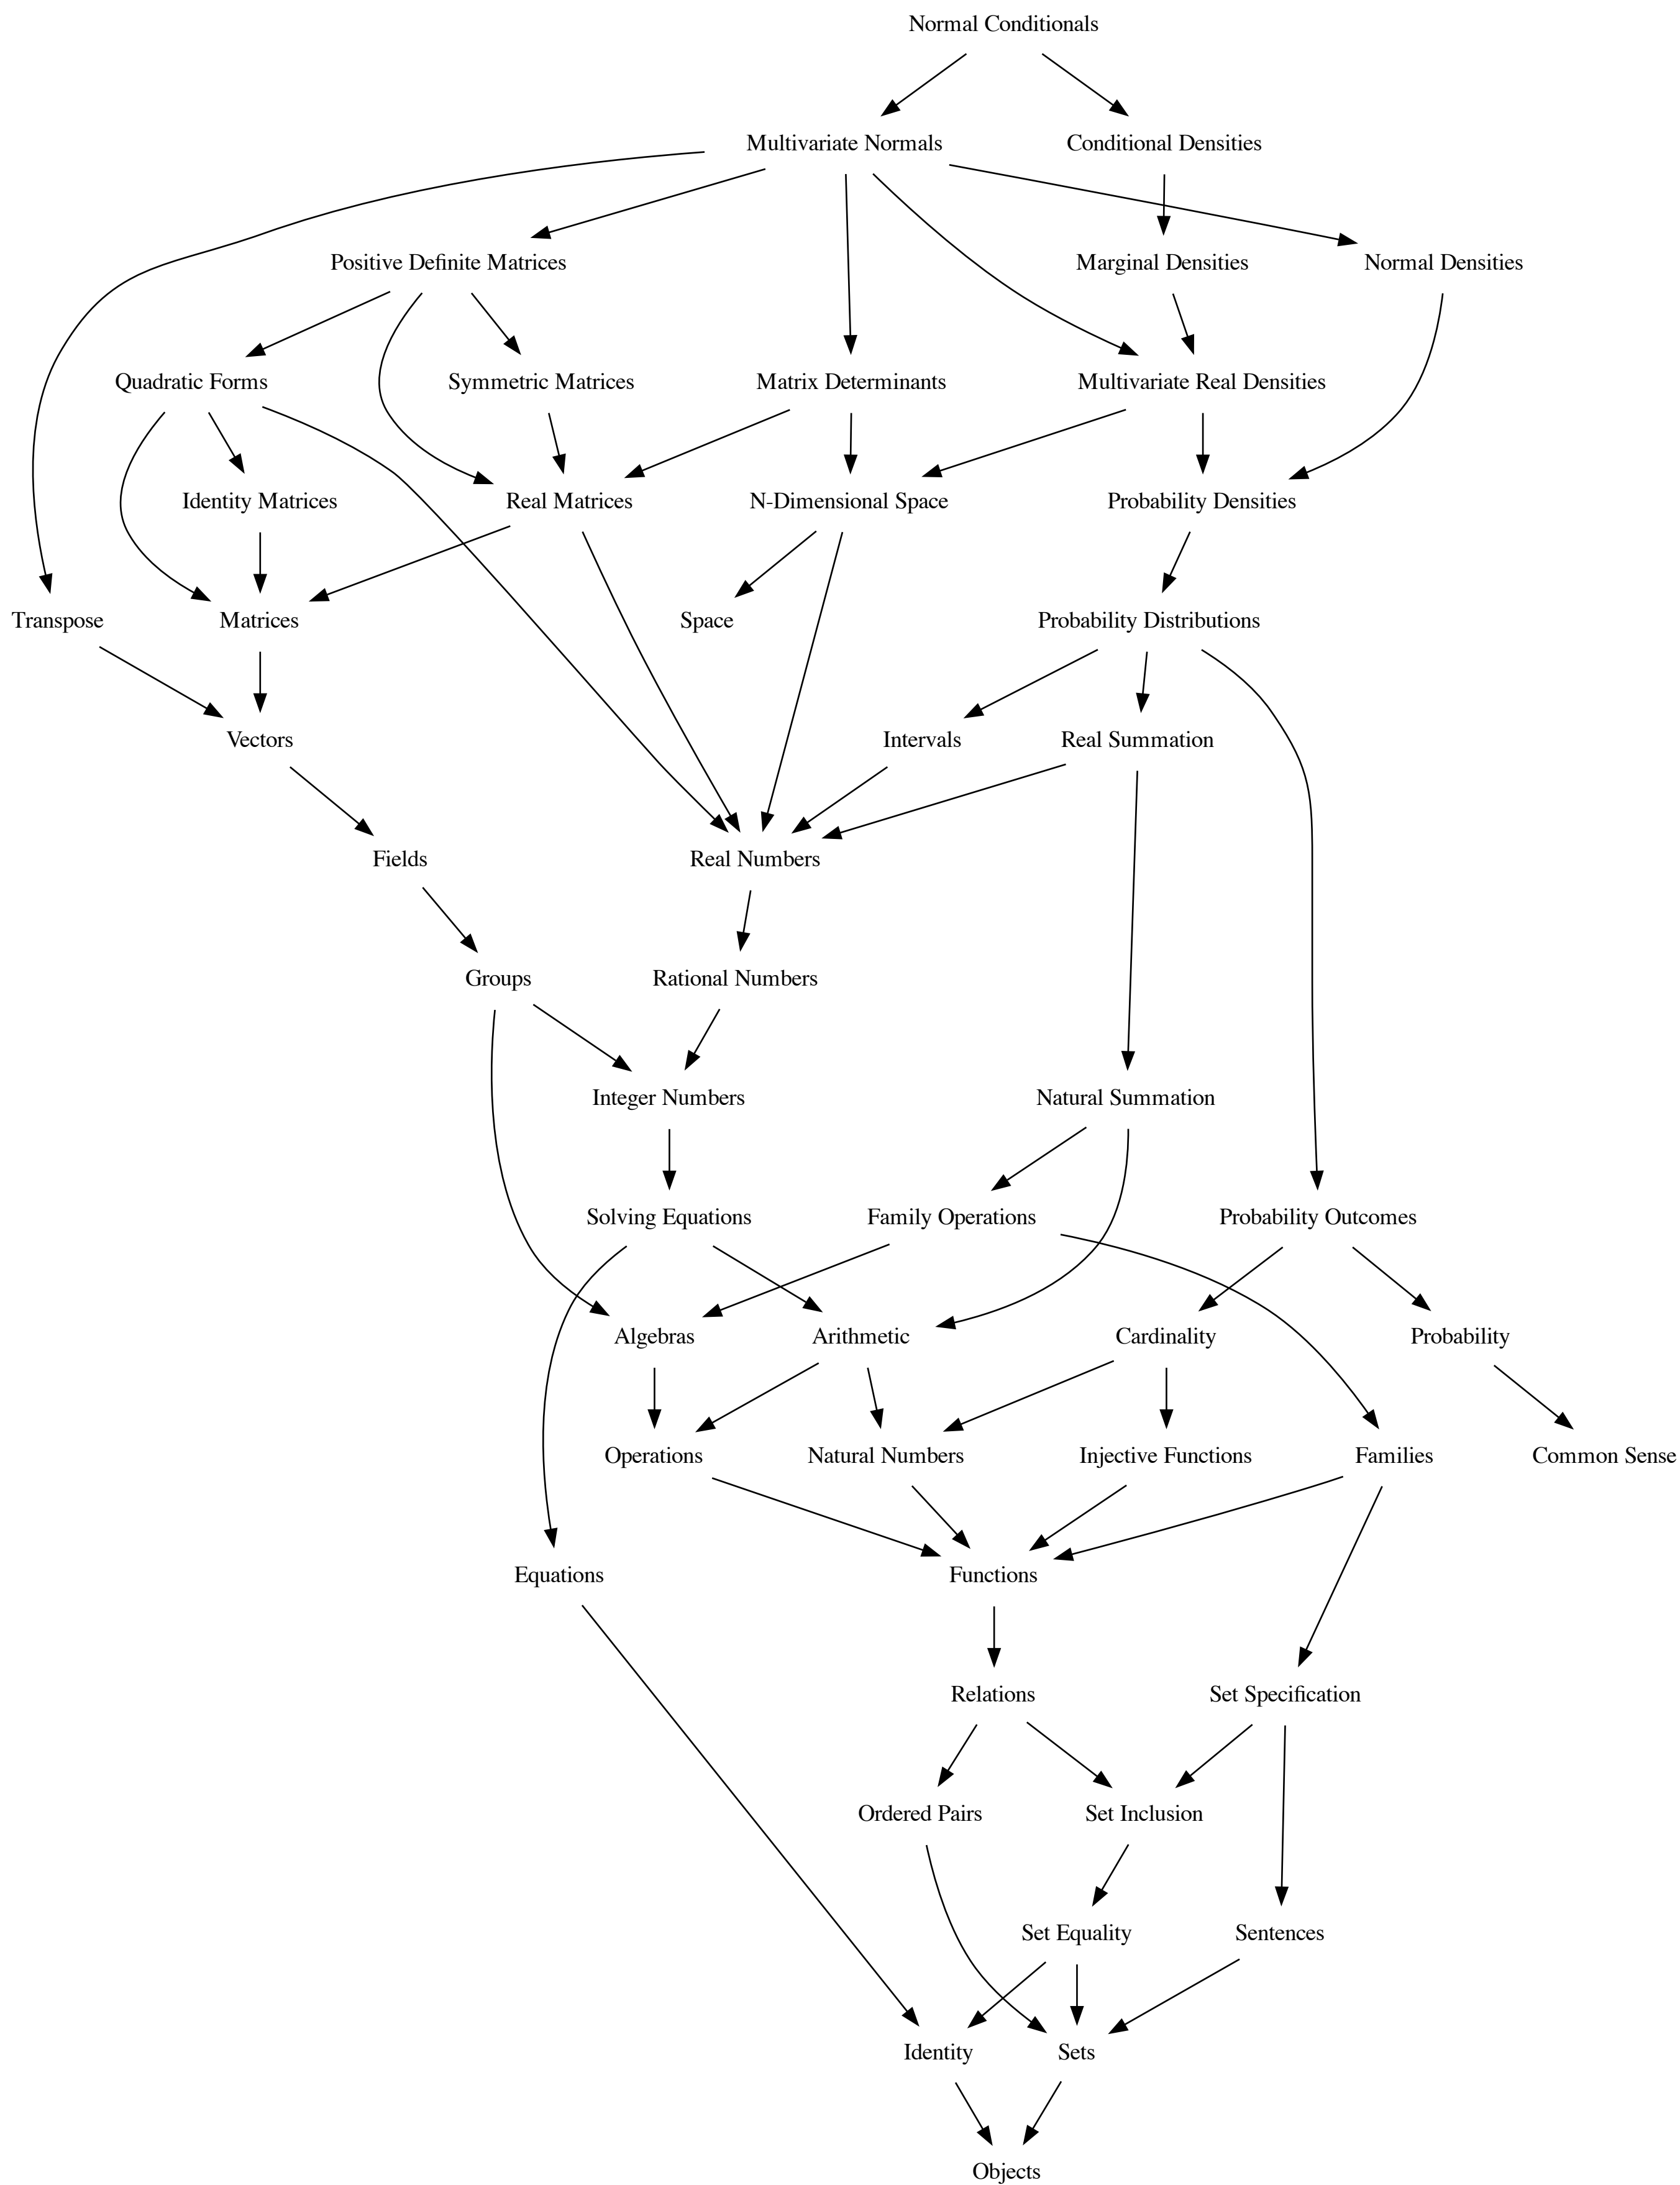 Normal Conditionals
Multivariate Normals
Conditional Densities
Positive Definite Matrices
Marginal Densities
Normal Densities
Quadratic Forms
Symmetric Matrices
Matrix Determinants
Multivariate Real Densities
Identity Matrices
Real Matrices
N-Dimensional Space
Probability Densities
Transpose
Matrices
Space
Probability Distributions
Vectors
Intervals
Real Summation
Fields
Real Numbers
Groups
Rational Numbers
Integer Numbers
Natural Summation
Solving Equations
Family Operations
Probability Outcomes
Algebras
Arithmetic
Cardinality
Probability
Operations
Natural Numbers
Injective Functions
Families
Common Sense
Equations
Functions
Relations
Set Specification
Ordered Pairs
Set Inclusion
Set Equality
Sentences
Identity
Sets
Objects